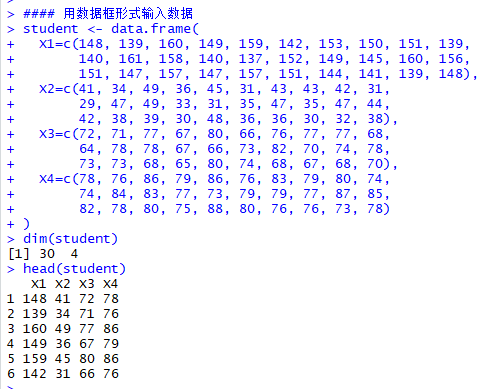 >
> #### 用数据框形式输入数据
> student <- data.frame(
+   X1=c(148, 139, 160, 149, 159, 142, 153, 150, 151, 139,
+        140, 161, 158, 140, 137, 152, 149, 145, 160, 156,
+        151, 147, 157, 147, 157, 151, 144, 141, 139, 148),
+   X2=c(41, 34, 49, 36, 45, 31, 43, 43, 42, 31,
+        29, 47, 49, 33, 31, 35, 47, 35, 47, 44,
+        42, 38, 39, 30, 48, 36, 36, 30, 32, 38),
+   X3=c(72, 71, 77, 67, 80, 66, 76, 77, 77, 68,
+        64, 78, 78, 67, 66, 73, 82, 70, 74, 78,
+        73, 73, 68, 65, 80, 74, 68, 67, 68, 70),
+   X4=c(78, 76, 86, 79, 86, 76, 83, 79, 80, 74,
+        74, 84, 83, 77, 73, 79, 79, 77, 87, 85,
+        82, 78, 80, 75, 88, 80, 76, 76, 73, 78)
+ )
> dim(student)
[1] 30  4
> head(student)
   X1 X2 X3 X4
1 148 41 72 78
2 139 34 71 76
3 160 49 77 86
4 149 36 67 79
5 159 45 80 86
6 142 31 66 76
>